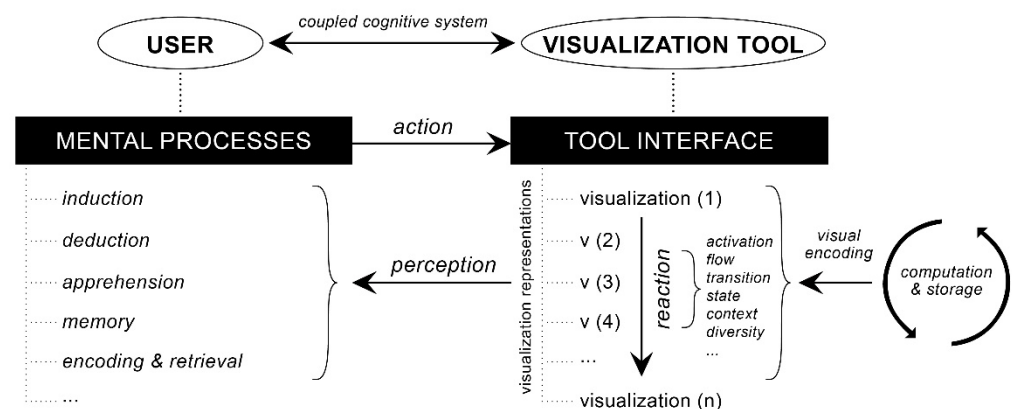 coupled cognitive system
USER
VISUALIZATION TOOL
MENTAL PROCESSES
action
TOOL INTERFACE
induction
deduction
apprehension
memory
encoding & retrieval
...
perception
visualization representations
visualization (1)
v (2)
v (3)
v (4)
...
visualization (n)
reaction
activation
flow
transition
state
context
diversity
...
visual
encoding
computation
& storage